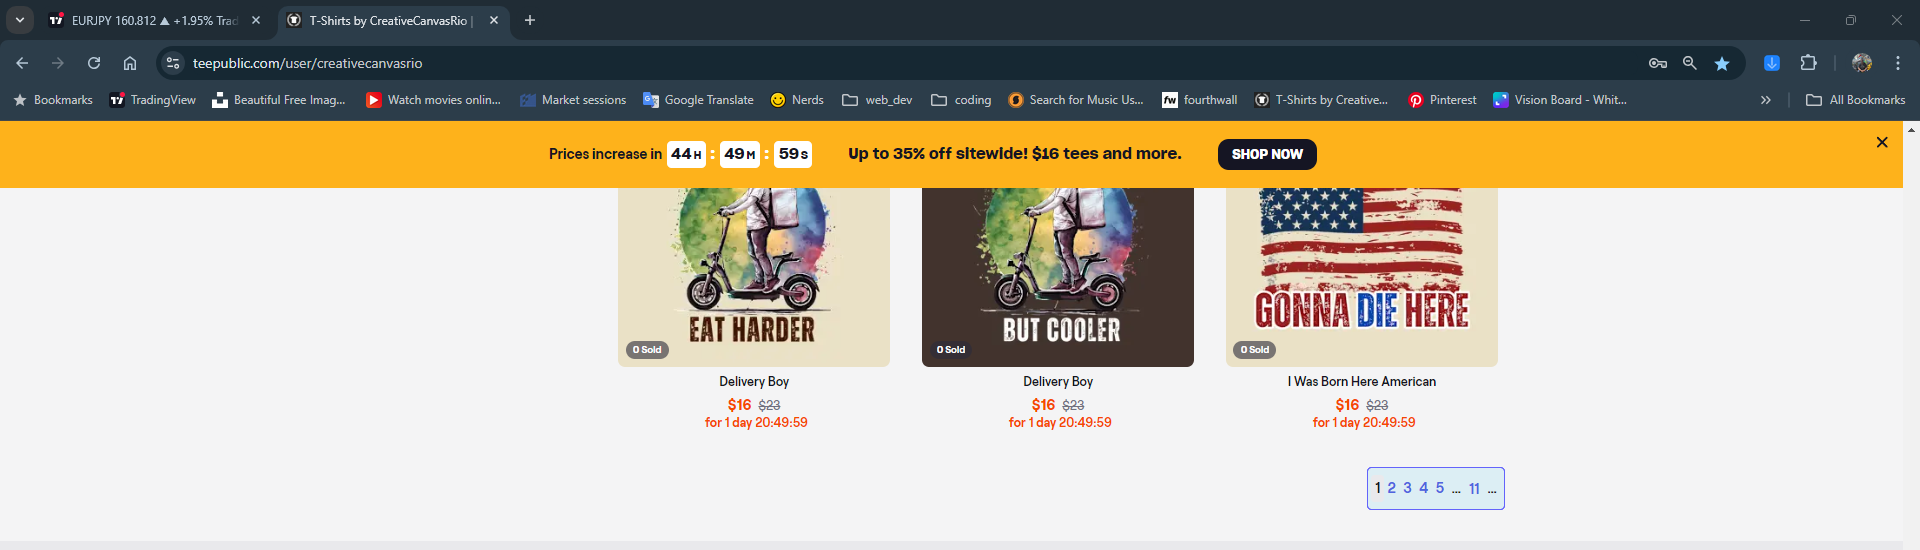 EURJPY 160.812 ▲ +1.95% Trad
T-Shirts by CreativeCanvasRio |
teepublic.com/user/creativecanvasrio
Bookmarks
TradingView
Beautiful Free Imag...
Watch movies onlin...
Market sessions
Google Translate
Nerds
web_dev
coding
Search for Music Us...
fw fourthwall
T-Shirts by Creative...
Pinterest
Vision Board - Whit...
»
All Bookmarks
Prices increase in 44 H : 49 M : 59 S
Up to 35% off sitewide! $16 tees and more.
SHOP NOW
EAT HARDER
0 Sold
Delivery Boy
$16 $23
for 1 day 20:49:59
BUT COOLER
0 Sold
Delivery Boy
$16 $23
for 1 day 20:49:59
GONNA DIE HERE
0 Sold
I Was Born Here American
$16 $23
for 1 day 20:49:59
1 2 3 4 5 ... 11 ...